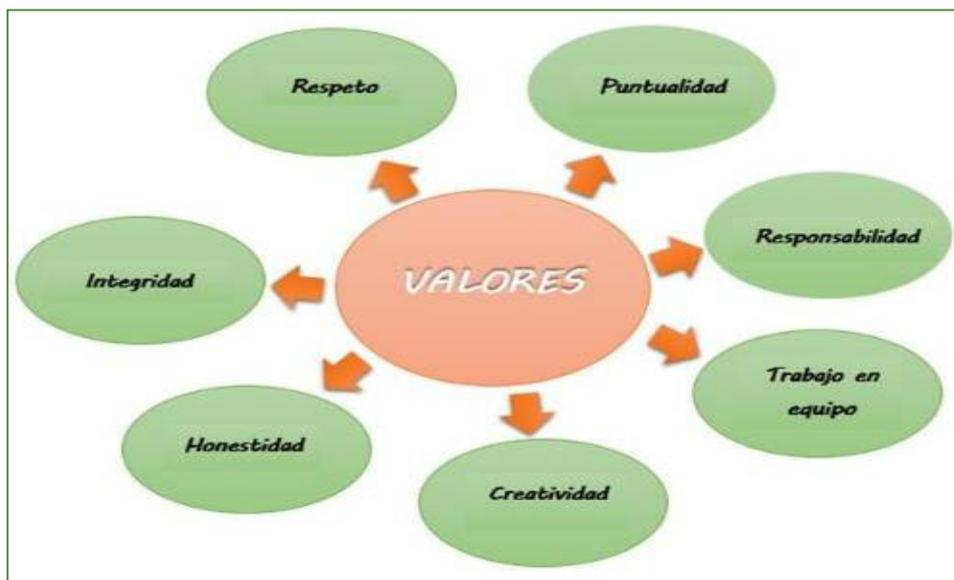 Respeto
Puntualidad
Integridad
VALORES
Responsabilidad
Honestidad
Creatividad
Trabajo en
equipo